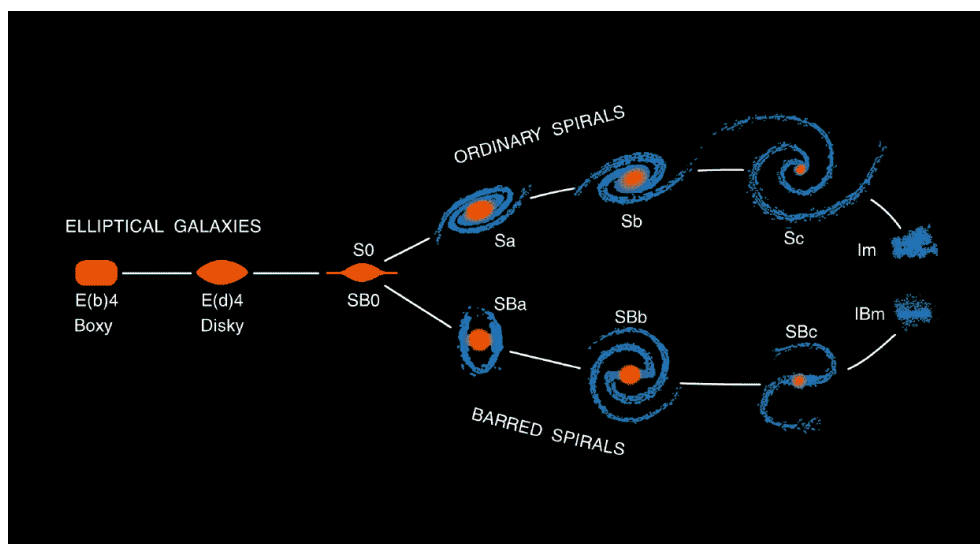 ORDINARY SPIRALS
ELLIPTICAL GALAXIES
E(b)4
Boxy
E(d)4
Disky
S0
SB0
Sa
Sb
Sc
Im
SBa
SBb
SBc
IBm
BARRED SPIRALS